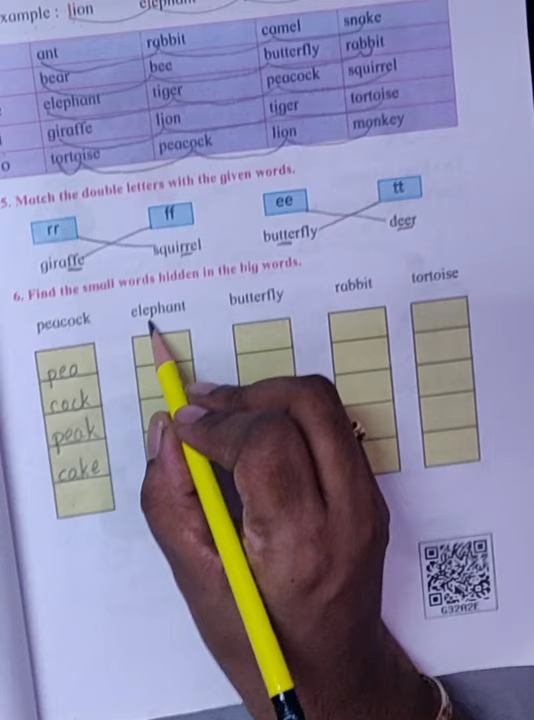 xample : lion elephant
ant rabbit camel snake
bear bee butterfly rabbit
elephant tiger peacock squirrel
giraffe lion tiger tortoise
tortoise peacock lion monkey
5. Match the double letters with the given words.
rr ff ee tt
giraffe squirrel butterfly deer
6. Find the small words hidden in the big words.
peacock elephant butterfly rabbit tortoise
pea
cock
peak
cake
G32A2E